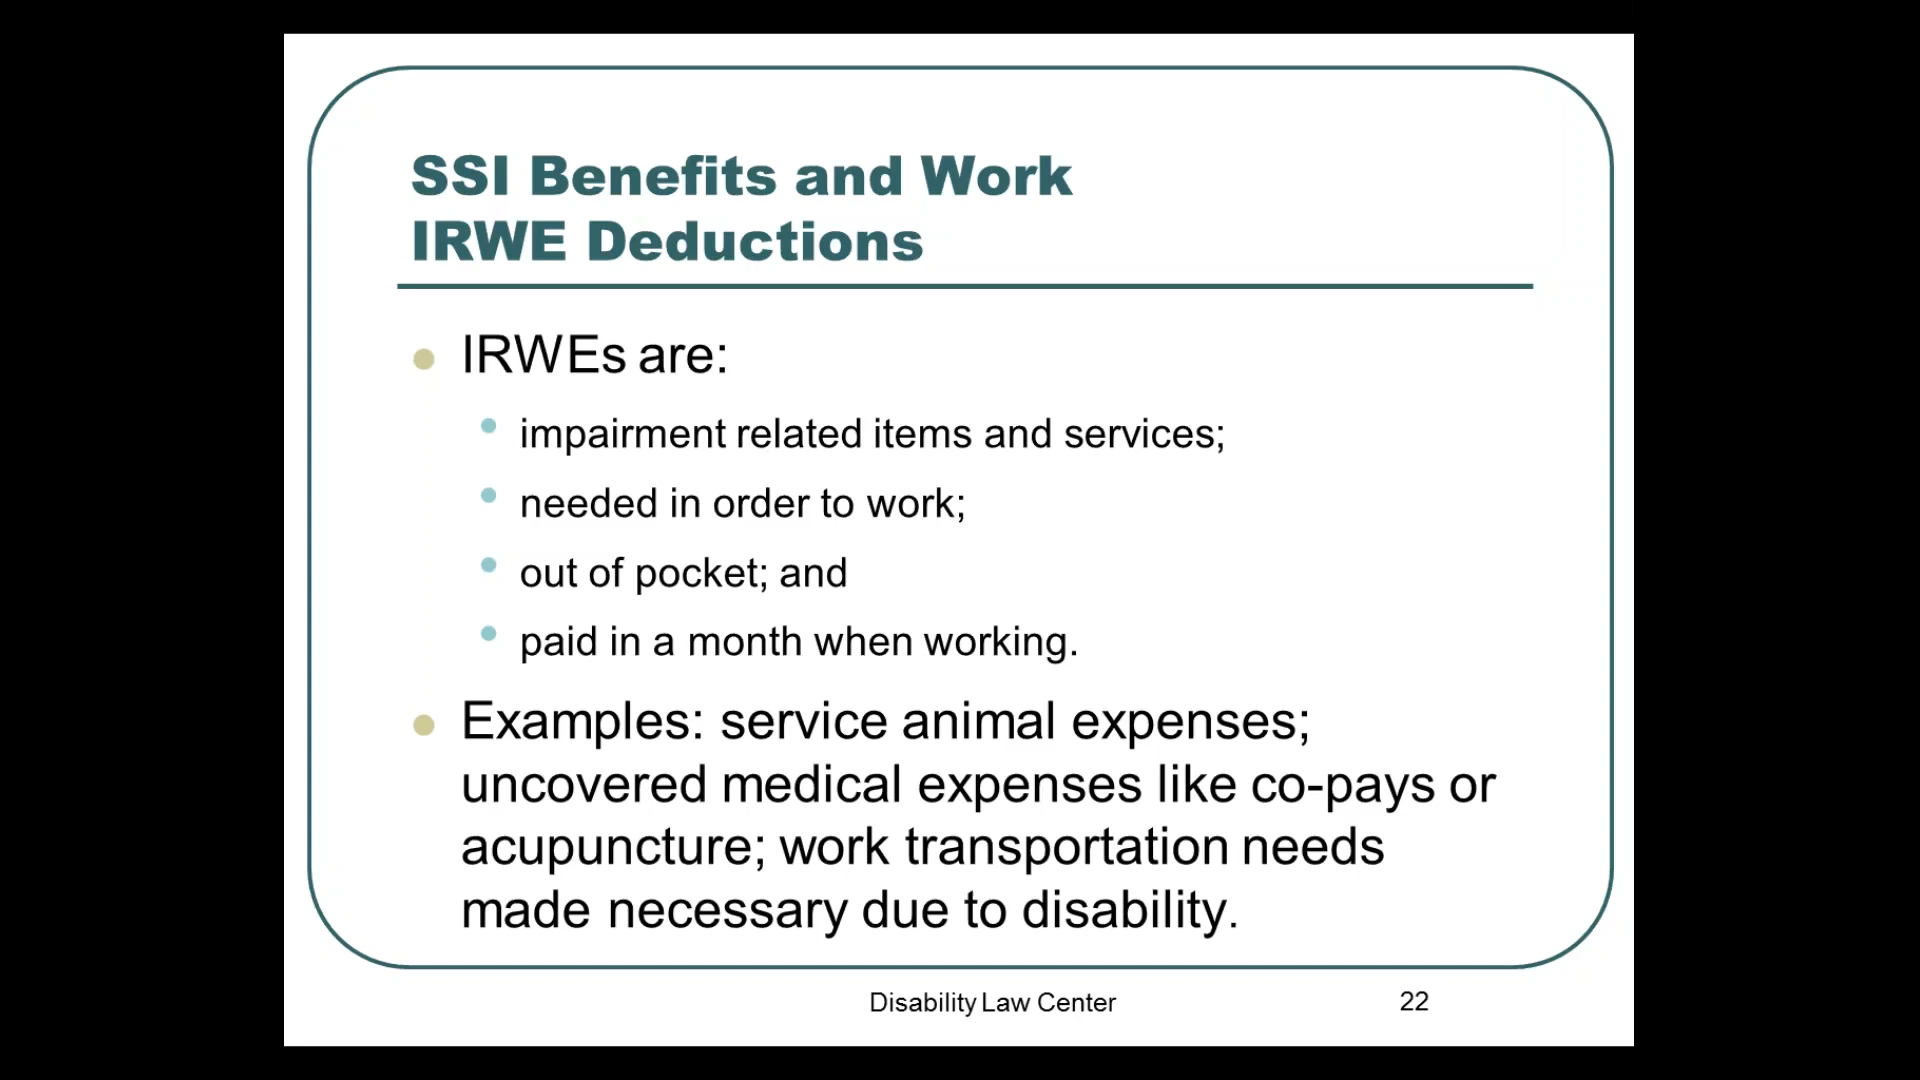 SSI Benefits and Work
IRWE Deductions
IRWEs are:
impairment related items and services;
needed in order to work;
out of pocket; and
paid in a month when working.
Examples: service animal expenses;
uncovered medical expenses like co-pays or
acupuncture; work transportation needs
made necessary due to disability.
Disability Law Center
22